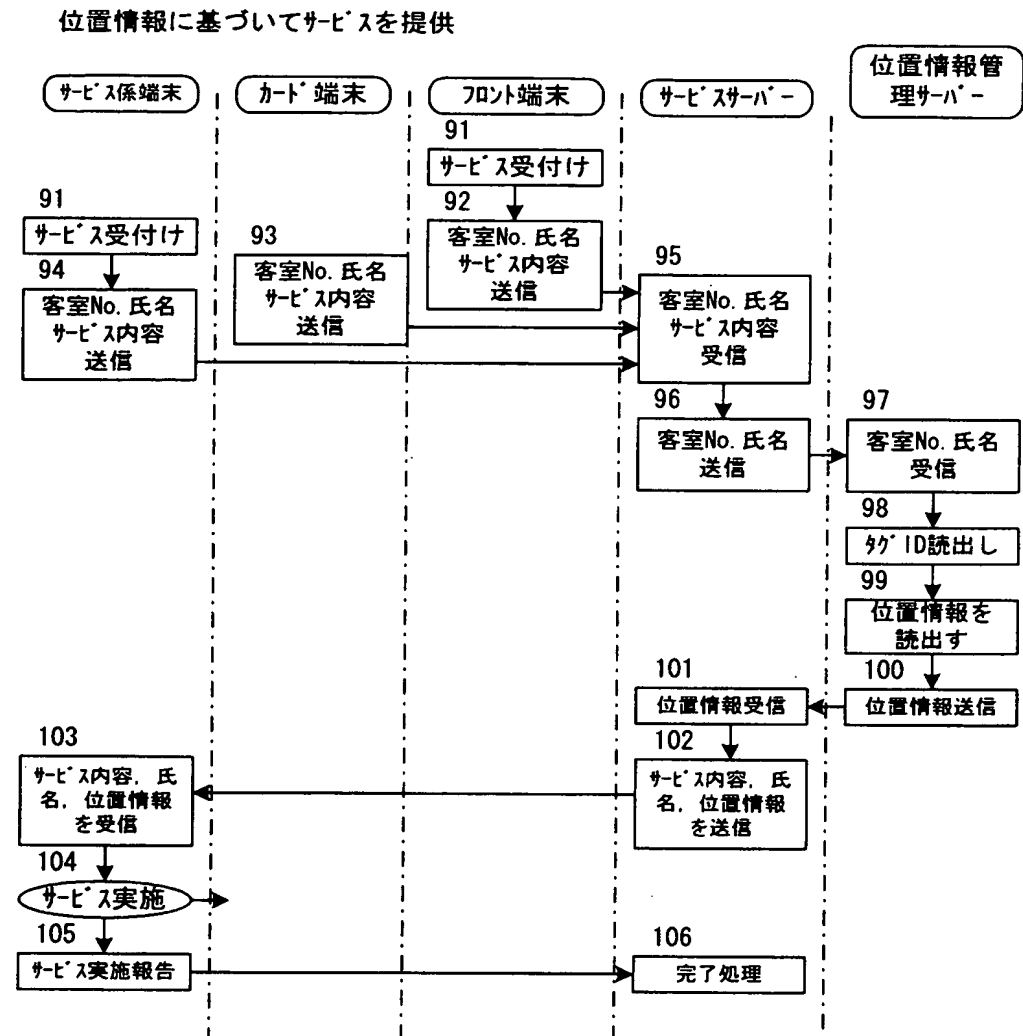 位置情報に基づいてサービスを提供
サービス係端末
カード端末
フロント端末
サービスサーバー
位置情報管
理サーバー
91
サービス受付け
92
客室No. 氏名
サービス内容
送信
91
サービス受付け
94
客室No. 氏名
サービス内容
送信
93
客室No. 氏名
サービス内容
送信
95
客室No. 氏名
サービス内容
受信
96
客室No. 氏名
送信
97
客室No. 氏名
受信
98
タグID読出し
99
位置情報を
読出す
100
位置情報送信
101
位置情報受信
102
サービス内容, 氏
名, 位置情報
を送信
103
サービス内容, 氏
名, 位置情報
を受信
104
サービス実施
105
サービス実施報告
106
完了処理